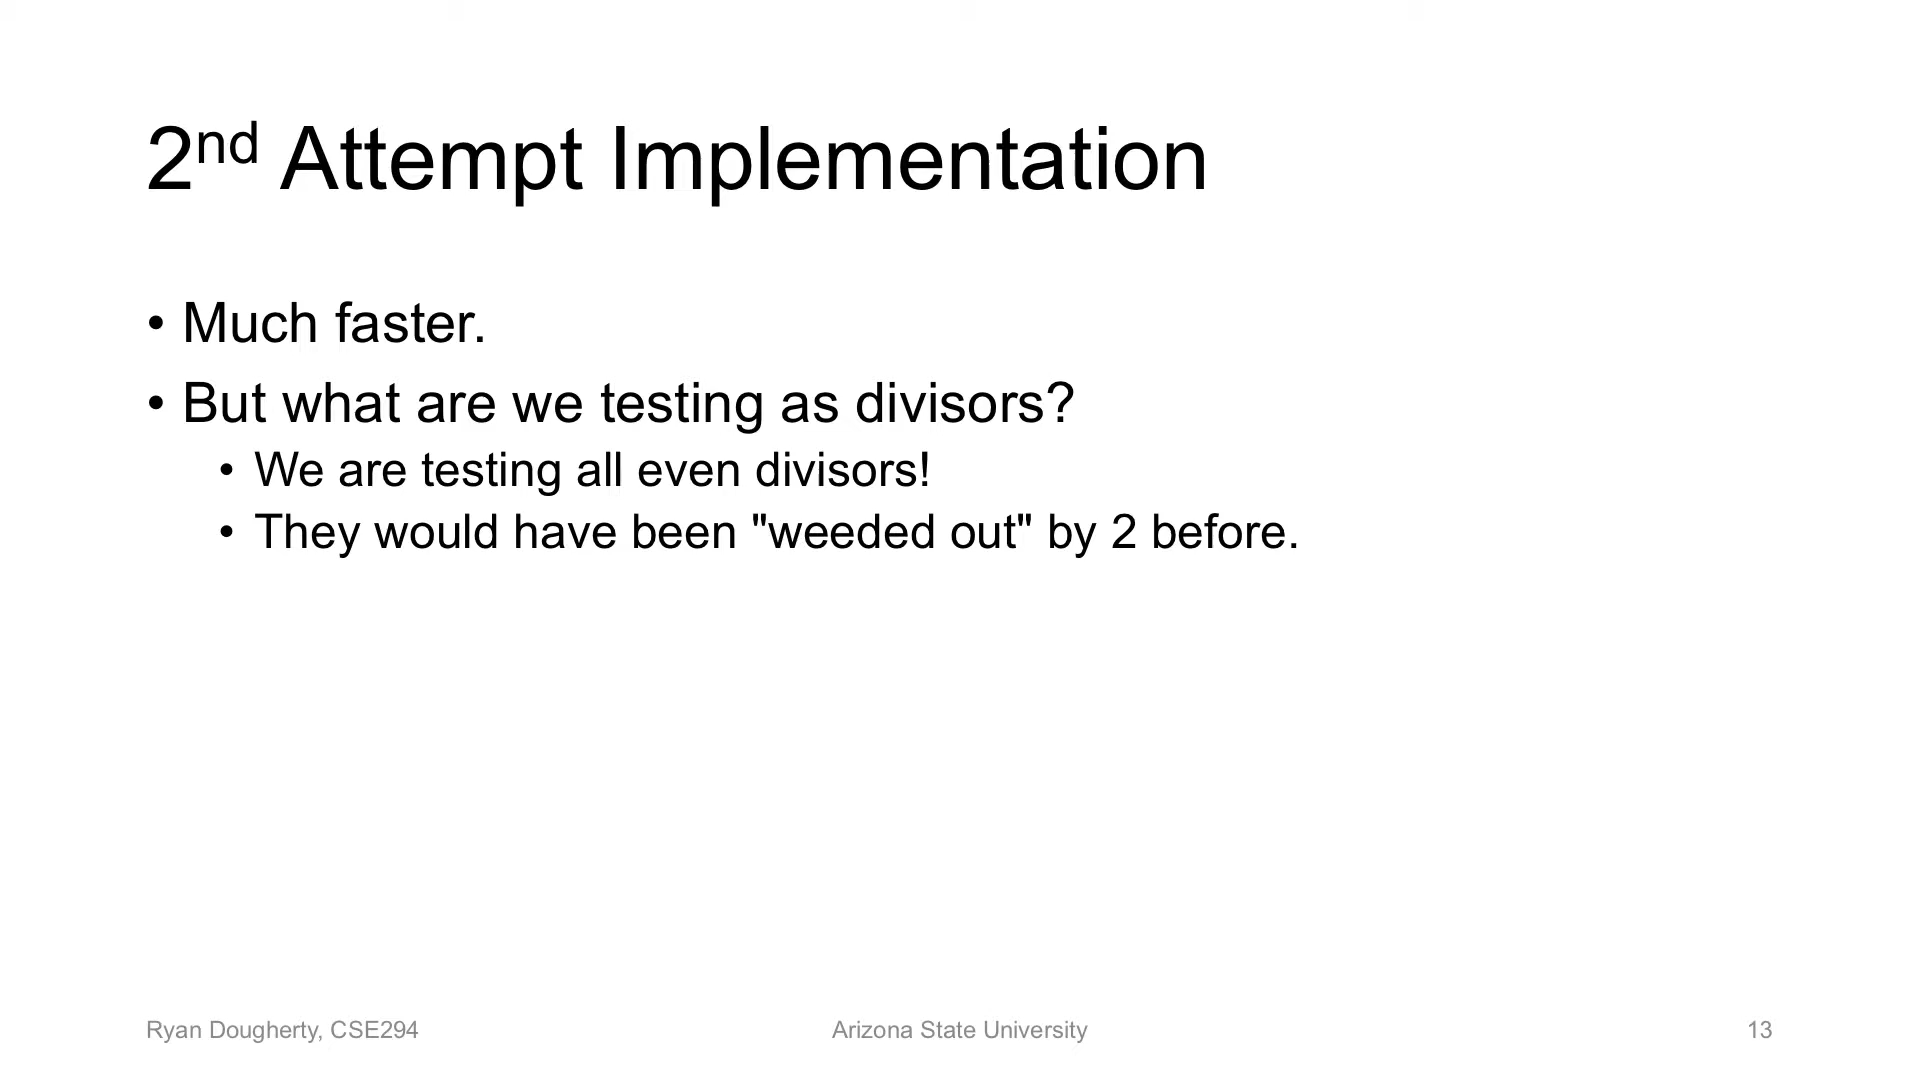 2nd Attempt Implementation
• Much faster.
• But what are we testing as divisors?
• We are testing all even divisors!
• They would have been "weeded out" by 2 before.
Ryan Dougherty, CSE294
Arizona State University
13